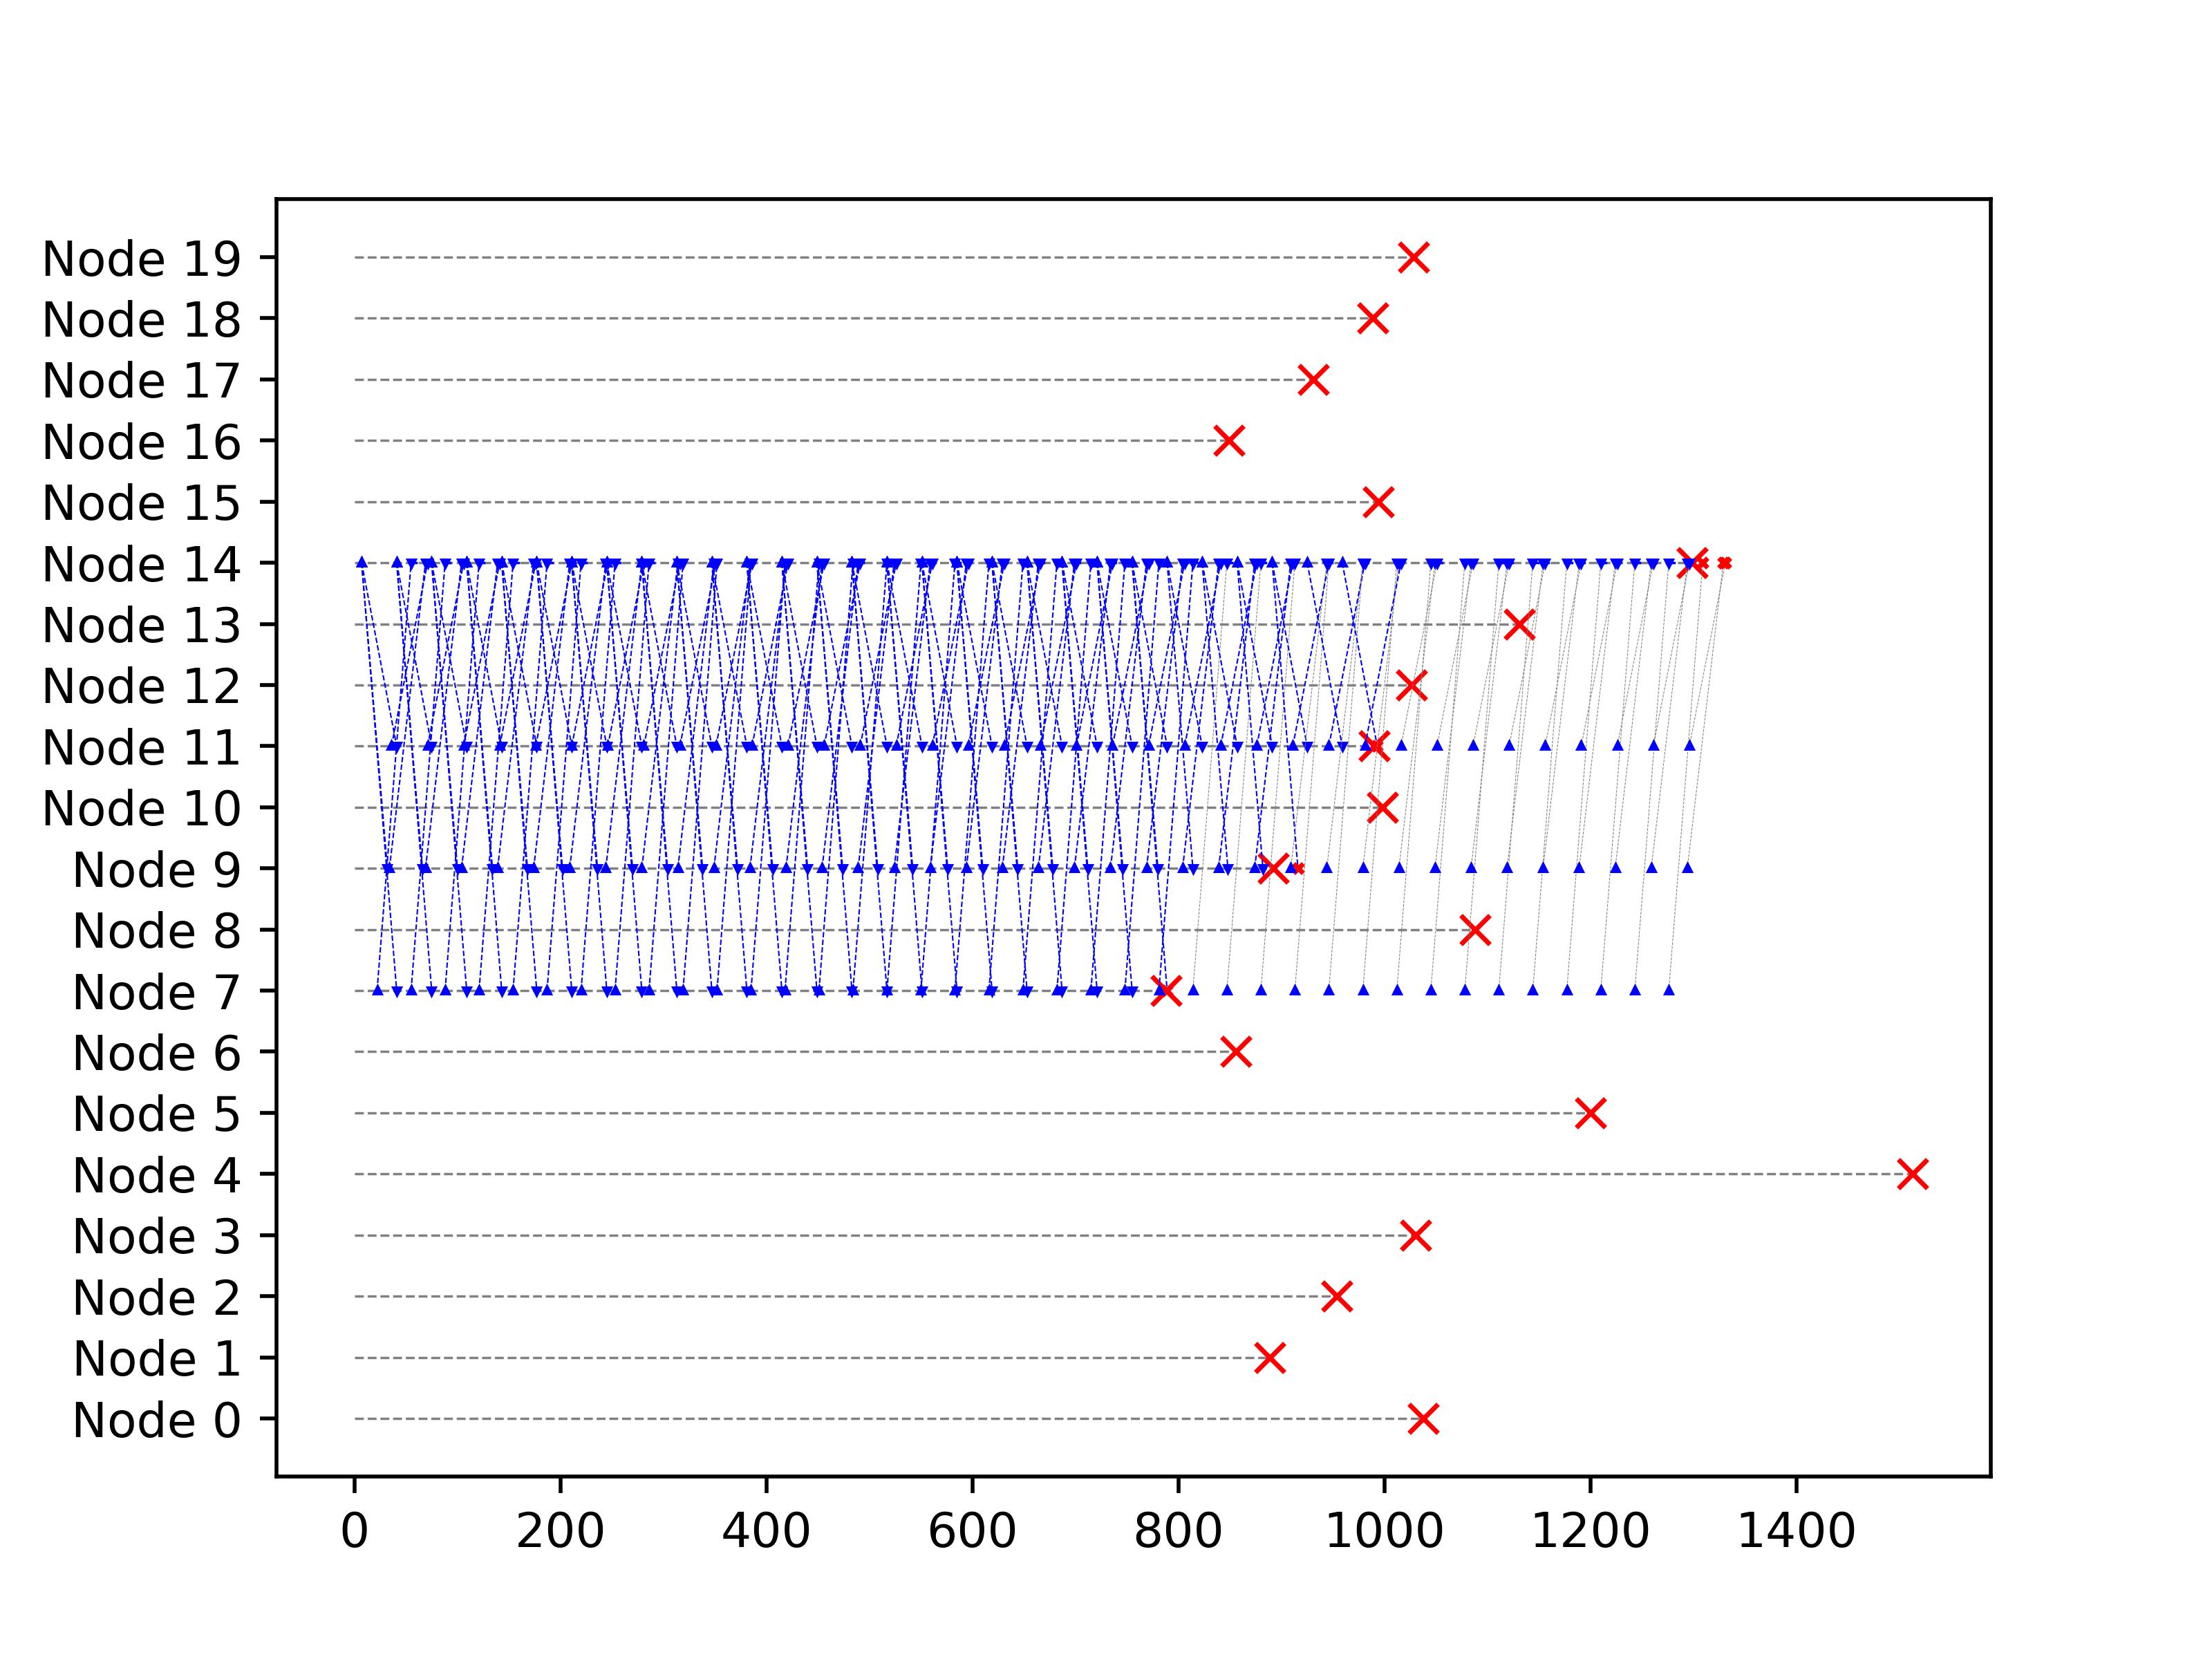 Node 19
Node 18
Node 17
Node 16
Node 15
Node 14
Node 13
Node 12
Node 11
Node 10
Node 9
Node 8
Node 7
Node 6
Node 5
Node 4
Node 3
Node 2
Node 1
Node 0
0 200 400 600 800 1000 1200 1400